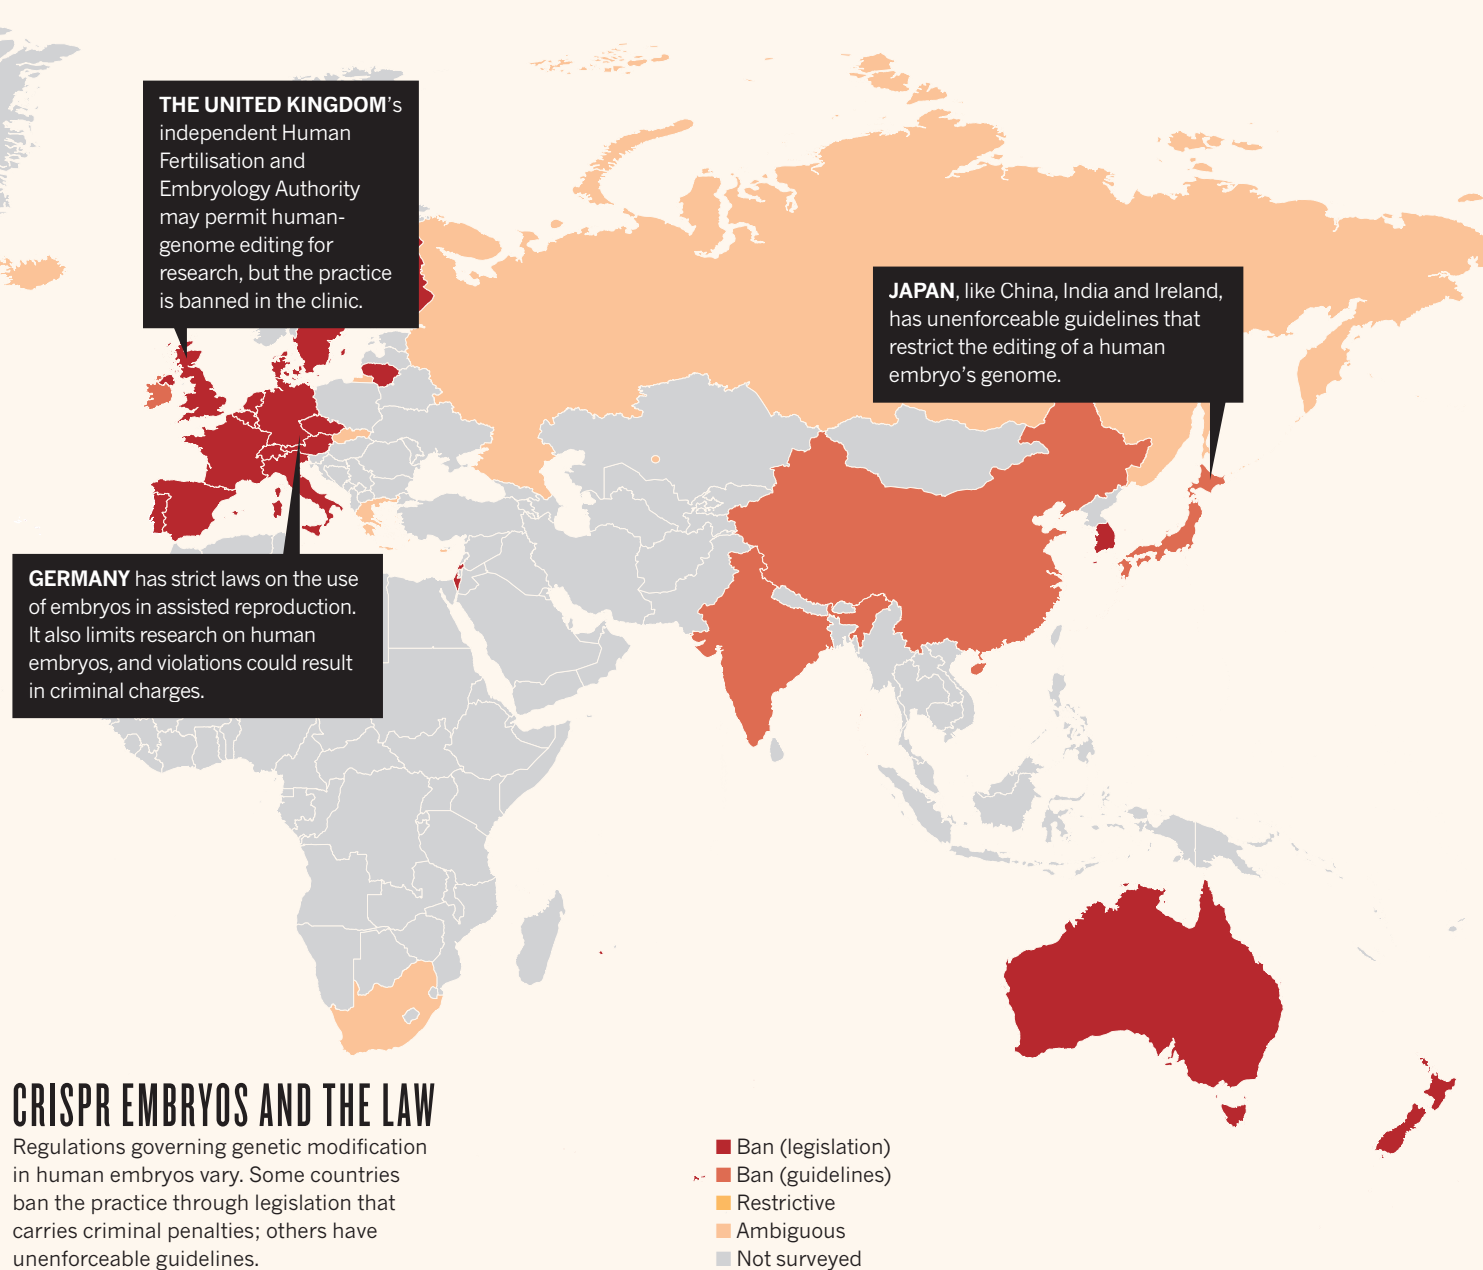 THE UNITED KINGDOM's
independent Human
Fertilisation and
Embryology Authority
may permit human-
genome editing for
research, but the practice
is banned in the clinic.
JAPAN, like China, India and Ireland,
has unenforceable guidelines that
restrict the editing of a human
embryo's genome.
GERMANY has strict laws on the use
of embryos in assisted reproduction.
It also limits research on human
embryos, and violations could result
in criminal charges.
CRISPR EMBRYOS AND THE LAW
Regulations governing genetic modification
in human embryos vary. Some countries
ban the practice through legislation that
carries criminal penalties; others have
unenforceable guidelines.
Ban (legislation)
Ban (guidelines)
Restrictive
Ambiguous
Not surveyed